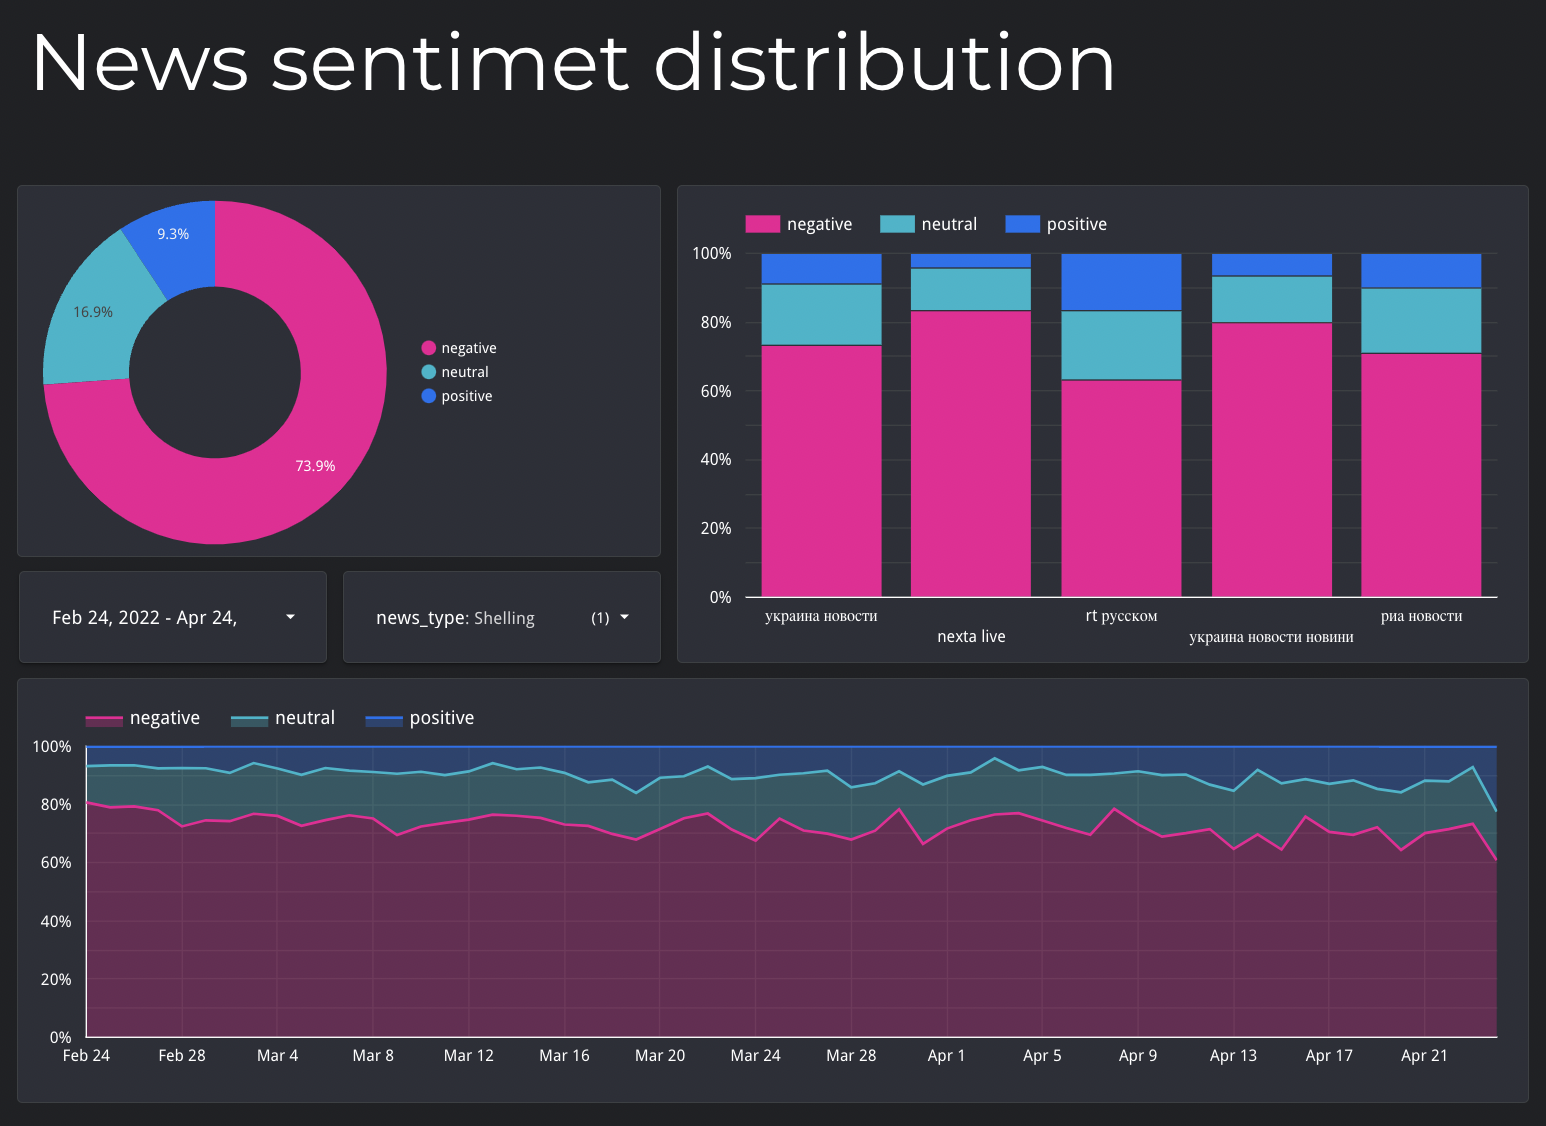 News sentimet distribution
9.3%
16.9%
73.9%
negative
neutral
positive
negative neutral positive
100%
80%
60%
40%
20%
0%
украина новости
nexta live
rt русском
украина новости новини
риа новости
Feb 24, 2022 - Apr 24,
news_type: Shelling (1)
negative neutral positive
100%
80%
60%
40%
20%
0%
Feb 24 Feb 28 Mar 4 Mar 8 Mar 12 Mar 16 Mar 20 Mar 24 Mar 28 Apr 1 Apr 5 Apr 9 Apr 13 Apr 17 Apr 21